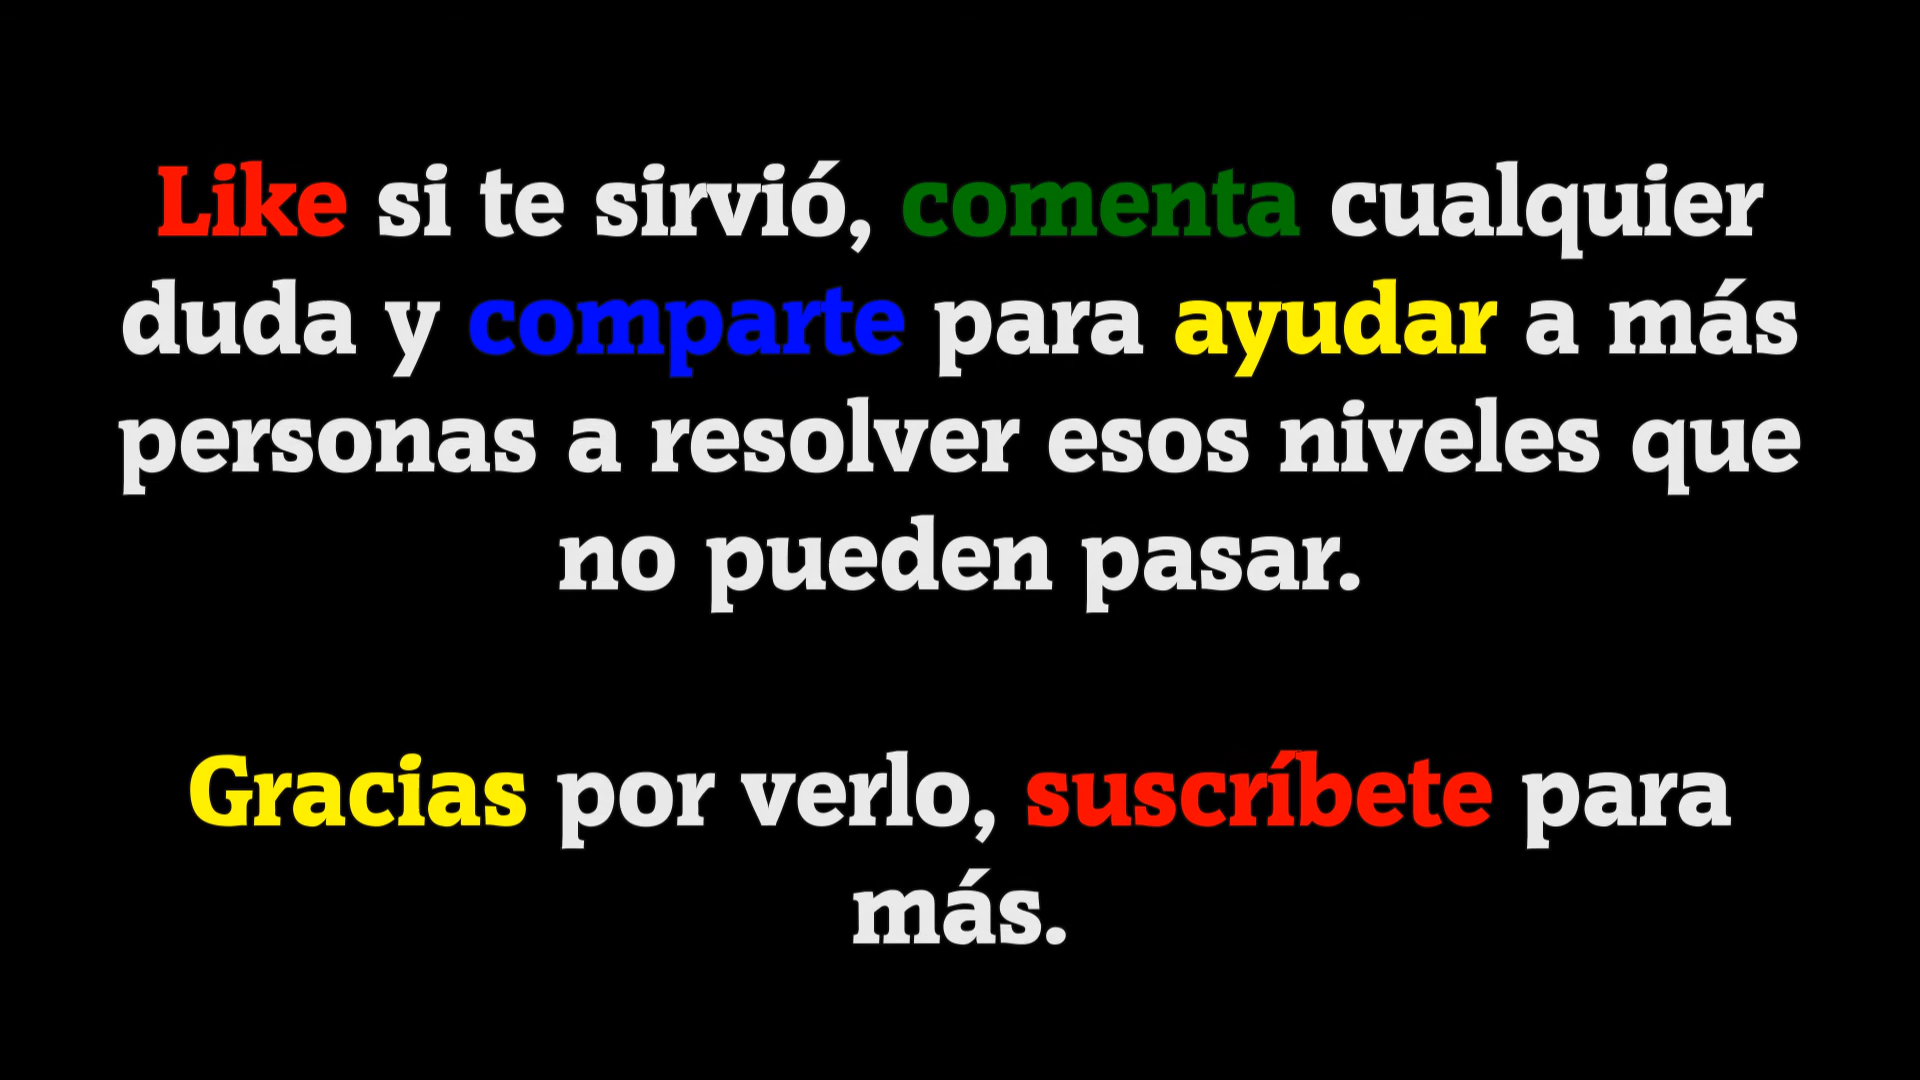 Like si te sirvió, comenta cualquier
duda y comparte para ayudar a más
personas a resolver esos niveles que
no pueden pasar.
Gracias por verlo, suscríbete para
más.